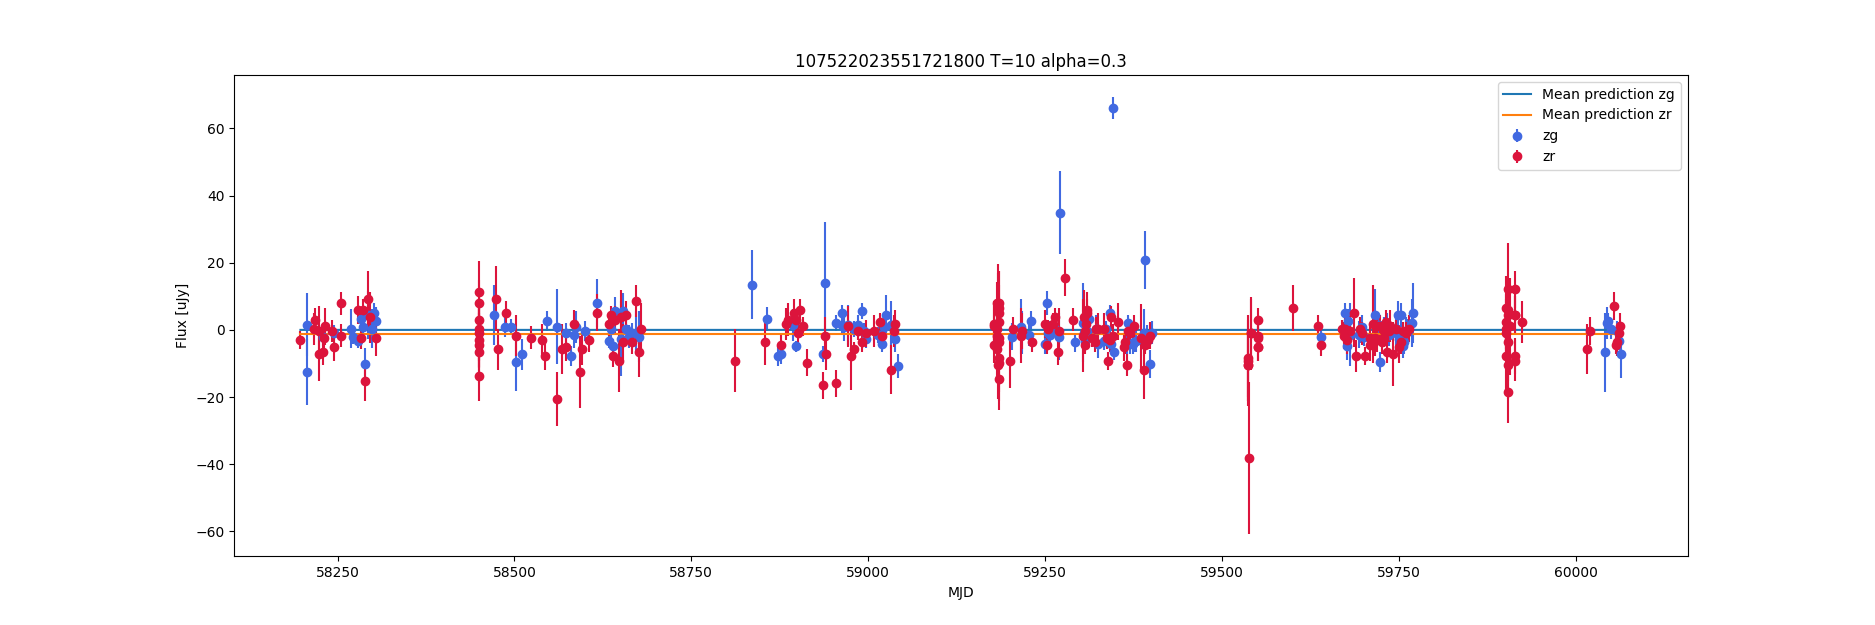 107522023551721800 T=10 alpha=0.3
Mean prediction zg
Mean prediction zr
zg
zr
Flux [uJy]
60
40
20
0
−20
−40
−60
58250
58500
58750
59000
59250
59500
59750
60000
MJD